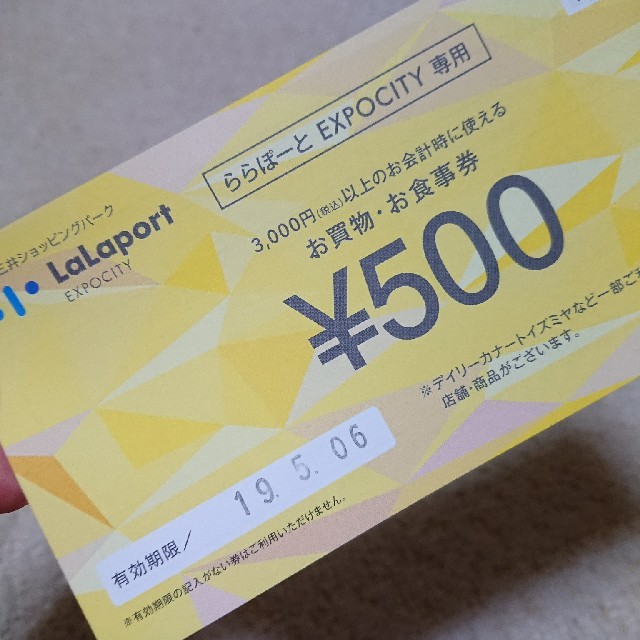 ららぽーと EXPOCITY 専用
三井ショッピングパーク
LaLaport
EXPOCITY
3,000円(税込)以上のお会計時に使える
お買物・お食事券
¥500
※デイリーカナートイズミヤなど一部ご
店舗・商品がございます。
有効期限/ 19. 5. 06
※有効期限の記入がない券はご利用いただけません。